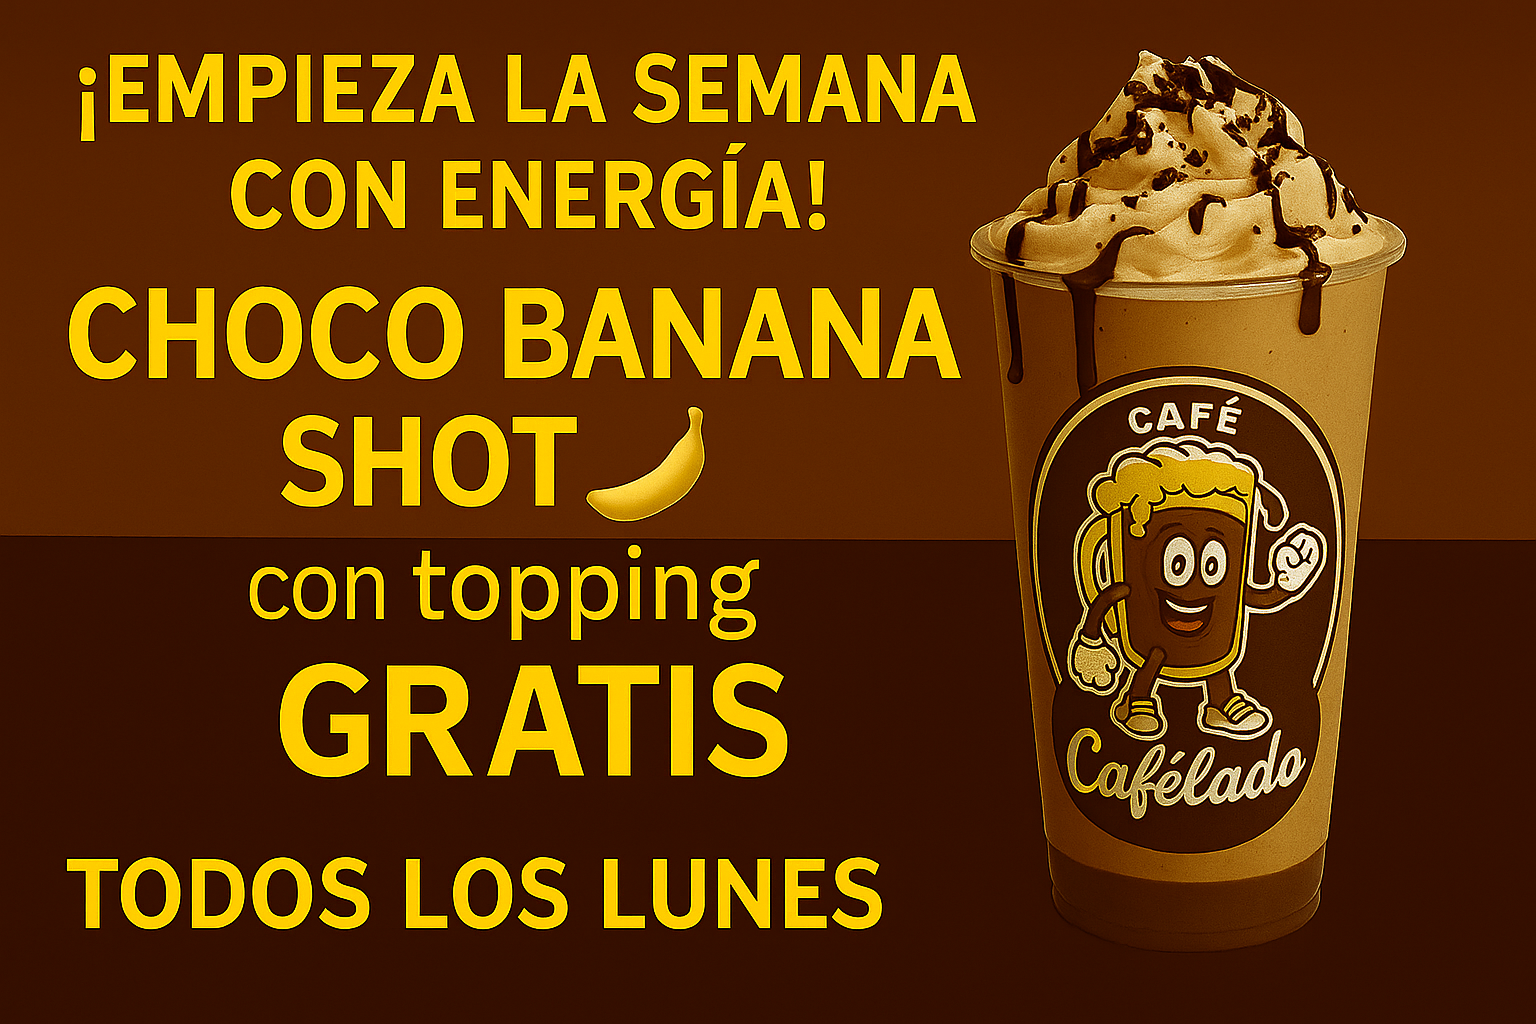 ¡EMPIEZA LA SEMANA
CON ENERGÍA!
CHOCO BANANA
SHOT
con topping
GRATIS
TODOS LOS LUNES
CAFÉ
Cafélado